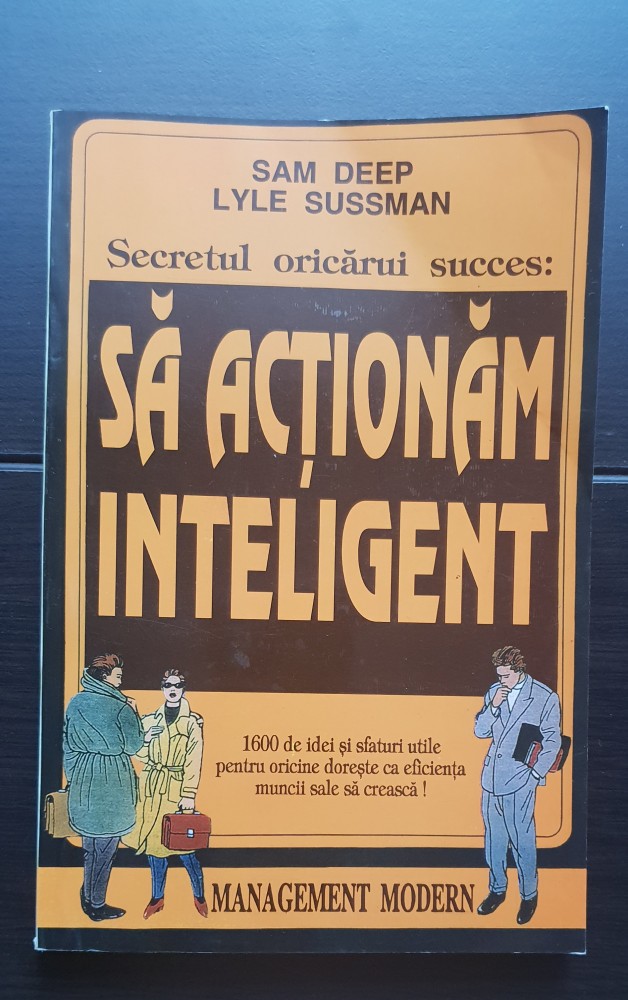 SAM DEEP
LYLE SUSSMAN
Secretul oricărui succes:
SĂ ACȚIONĂM
INTELIGENT
1600 de idei și sfaturi utile
pentru oricine dorește ca eficiența
muncii sale să crească !
MANAGEMENT MODERN